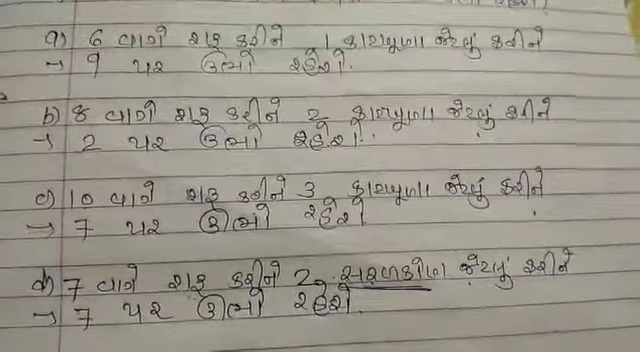 a) 6 વાગે શરૂ કરીને 1 કાટખૂણા જેટલું ફરીને
→ 9 પર ઊભો રહેશે.
b) 8 વાગે શરૂ કરીને 2 કાટખૂણા જેટલું ફરીને
→ 2 પર ઊભો રહેશે.
c) 10 વાગે શરૂ કરીને 3 કાટખૂણા જેટલું ફરીને.
→ 7 પર ઊભો રહેશે
d) 7 વાગે શરૂ કરીને 2 સરળકોણ જેટલું ફરીને
→ 7 પર ઊભો રહેશે.